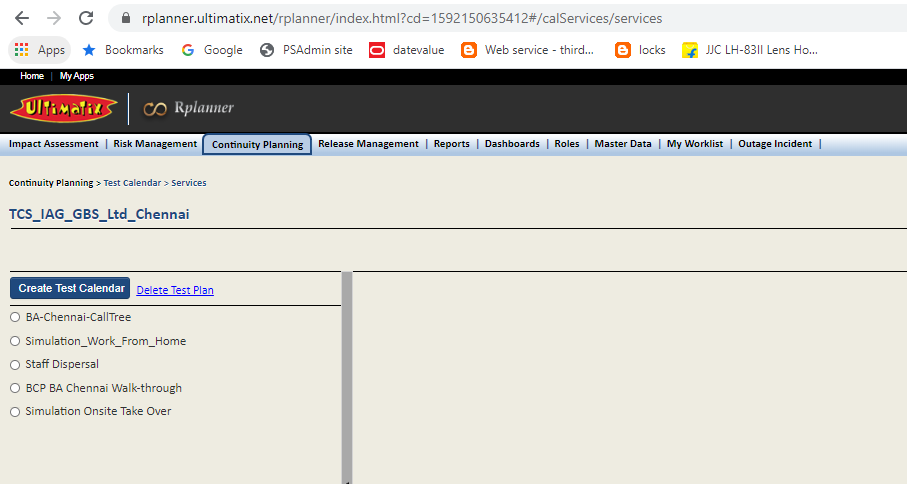 rplanner.ultimatix.net/rplanner/index.html?cd=1592150635412#/calServices/services
Apps Bookmarks Google PSAdmin site datevalue Web service - third... locks JJC LH-83II Lens Ho...
Home | My Apps
Ultimatix Rplanner
Impact Assessment | Risk Management Continuity Planning Release Management | Reports | Dashboards | Roles | Master Data | My Worklist | Outage Incident |
Continuity Planning > Test Calendar > Services
TCS_IAG_GBS_Ltd_Chennai
Create Test Calendar Delete Test Plan
BA-Chennai-CallTree
Simulation_Work_From_Home
Staff Dispersal
BCP BA Chennai Walk-through
Simulation Onsite Take Over